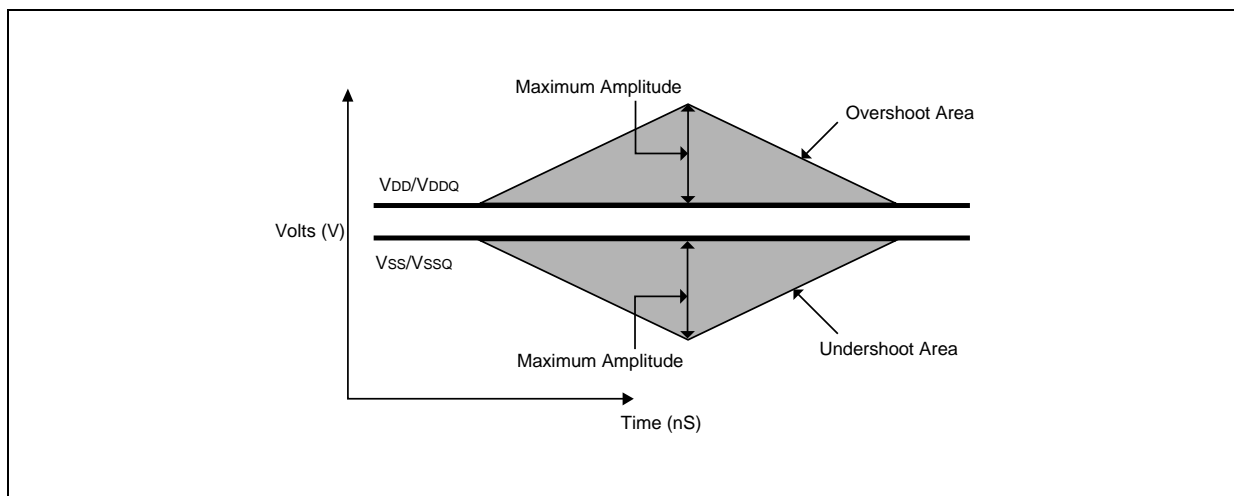 Maximum Amplitude
Overshoot Area
VDD/VDDQ
Volts (V)
VSS/VSSQ
Maximum Amplitude
Undershoot Area
Time (nS)